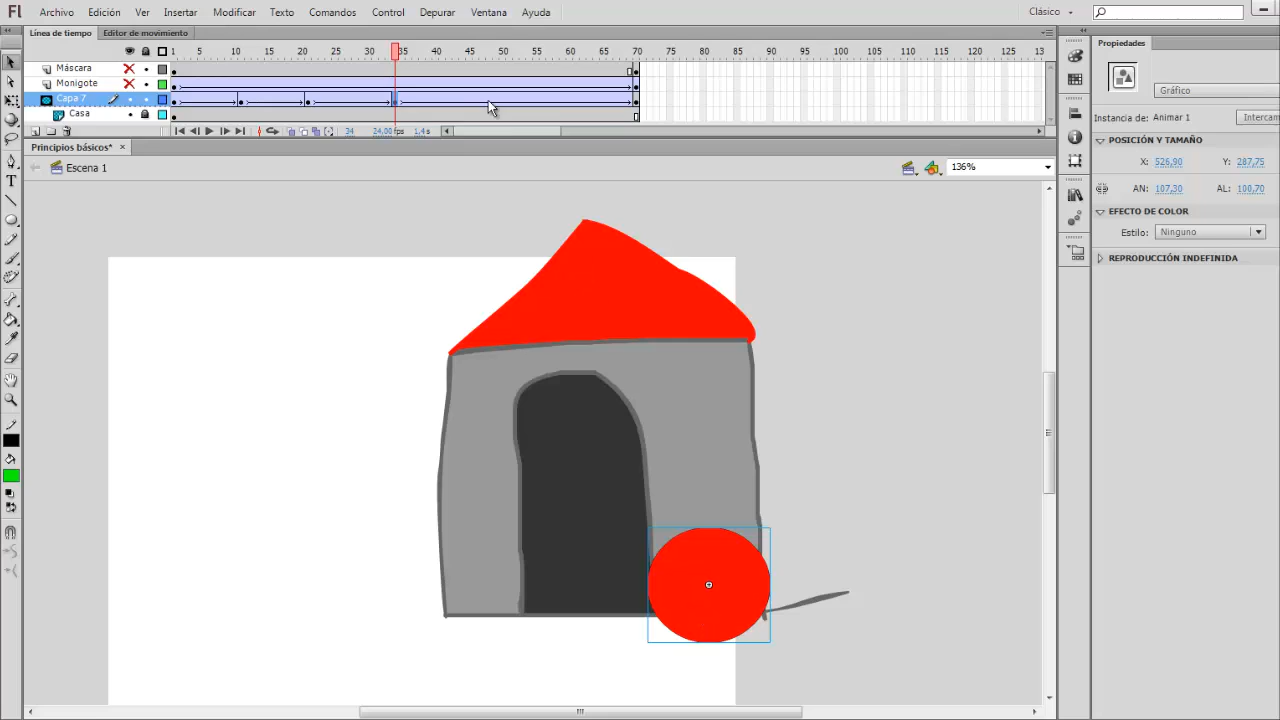 Fl Archivo Edición Ver Insertar Modificar Texto Comandos Control Depurar Ventana Ayuda Clásico
Línea de tiempo Editor de movimiento
1 5 10 15 20 25 30 35 40 45 50 55 60 65 70 75 80 85 90 95 100 105 110 115 120 125 13
Máscara
Monigote
Capa 7
Casa
34 24,00 fps 1,4 s
Principios básicos*
Escena 1
136%
Propiedades
Gráfico
Instancia de: Animar 1 Intercam
POSICIÓN Y TAMAÑO
X: 526,90 Y: 287,75
AN: 107,30 AL: 100,70
EFECTO DE COLOR
Estilo: Ninguno
REPRODUCCIÓN INDEFINIDA